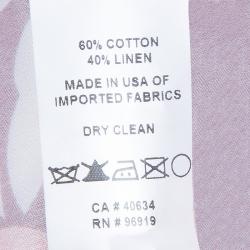 60% COTTON
40% LINEN
MADE IN USA OF
IMPORTED FABRICS
DRY CLEAN
CA # 40634
RN # 96919